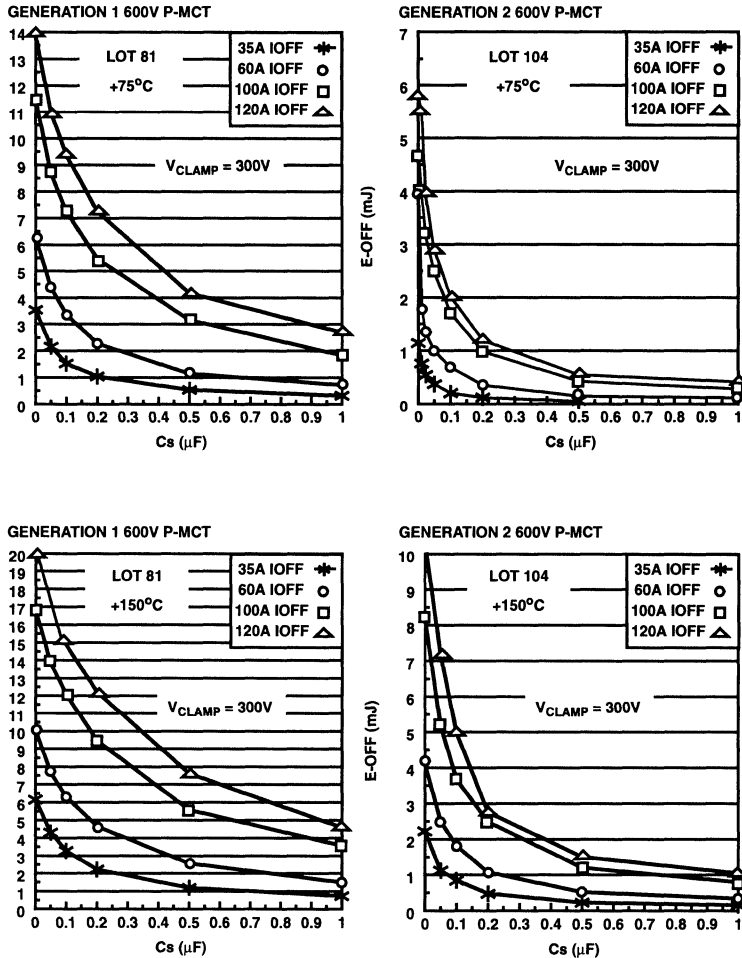 GENERATION 1 600V P-MCT
14
13
12
11
10
9
8
7
6
5
4
3
2
1
0
LOT 81
+75°C
35A IOFF
60A IOFF
100A IOFF
120A IOFF
V_CLAMP = 300V
0 0.1 0.2 0.3 0.4 0.5 0.6 0.7 0.8 0.9 1
Cs (μF)
GENERATION 2 600V P-MCT
7
6
5
4
3
2
1
0
E-OFF (mJ)
LOT 104
+75°C
35A IOFF
60A IOFF
100A IOFF
120A IOFF
V_CLAMP = 300V
0 0.1 0.2 0.3 0.4 0.5 0.6 0.7 0.8 0.9 1
Cs (μF)
GENERATION 1 600V P-MCT
20
19
18
17
16
15
14
13
12
11
10
9
8
7
6
5
4
3
2
1
0
LOT 81
+150°C
35A IOFF
60A IOFF
100A IOFF
120A IOFF
V_CLAMP = 300V
0 0.1 0.2 0.3 0.4 0.5 0.6 0.7 0.8 0.9 1
Cs (μF)
GENERATION 2 600V P-MCT
10
9
8
7
6
5
4
3
2
1
0
E-OFF (mJ)
LOT 104
+150°C
35A IOFF
60A IOFF
100A IOFF
120A IOFF
V_CLAMP = 300V
0 0.1 0.2 0.3 0.4 0.5 0.6 0.7 0.8 0.9 1
Cs (μF)